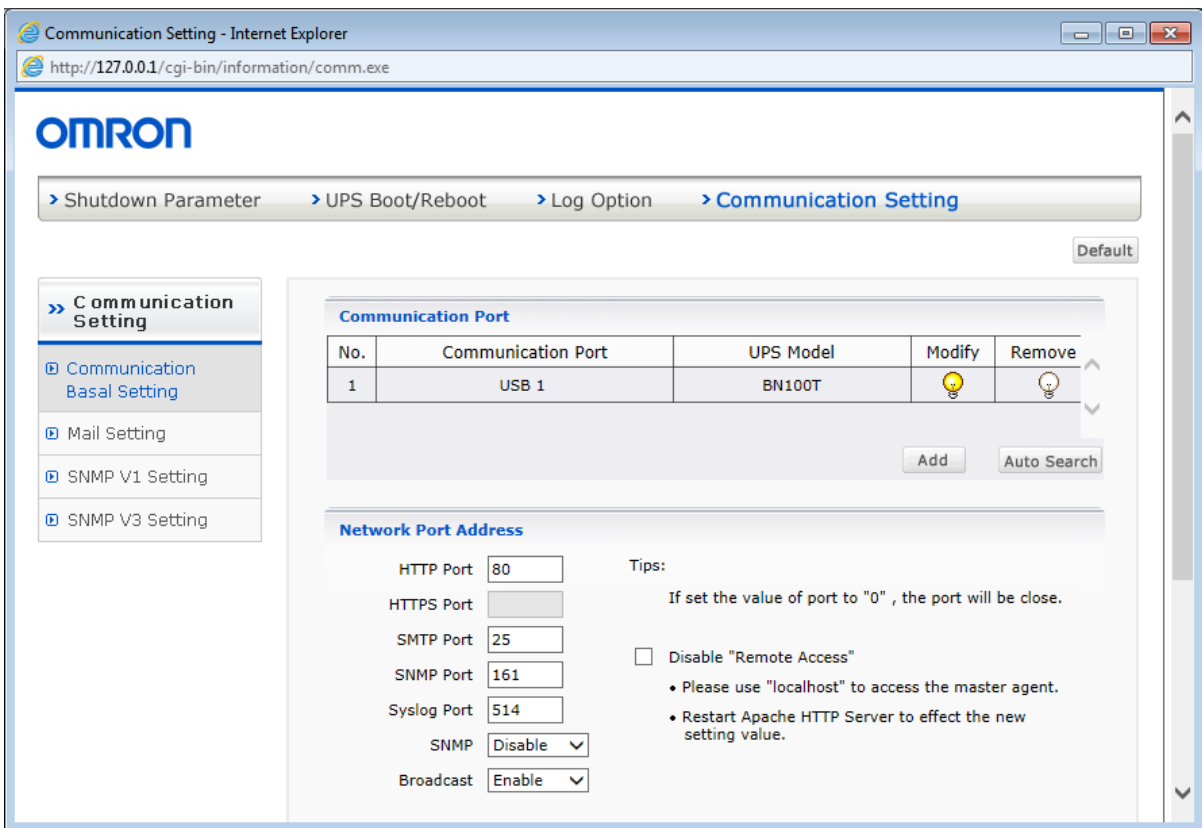 Communication Setting - Internet Explorer
http://127.0.0.1/cgi-bin/information/comm.exe
OMRON
Shutdown Parameter UPS Boot/Reboot Log Option Communication Setting
Default
Communication
Setting
Communication
Basal Setting
Mail Setting
SNMP V1 Setting
SNMP V3 Setting
Communication Port
No. Communication Port UPS Model Modify Remove
1 USB 1 BN100T
Add Auto Search
Network Port Address
HTTP Port 80
HTTPS Port
SMTP Port 25
SNMP Port 161
Syslog Port 514
SNMP Disable
Broadcast Enable
Tips:
If set the value of port to "0" , the port will be close.
Disable "Remote Access"
• Please use "localhost" to access the master agent.
• Restart Apache HTTP Server to effect the new
setting value.